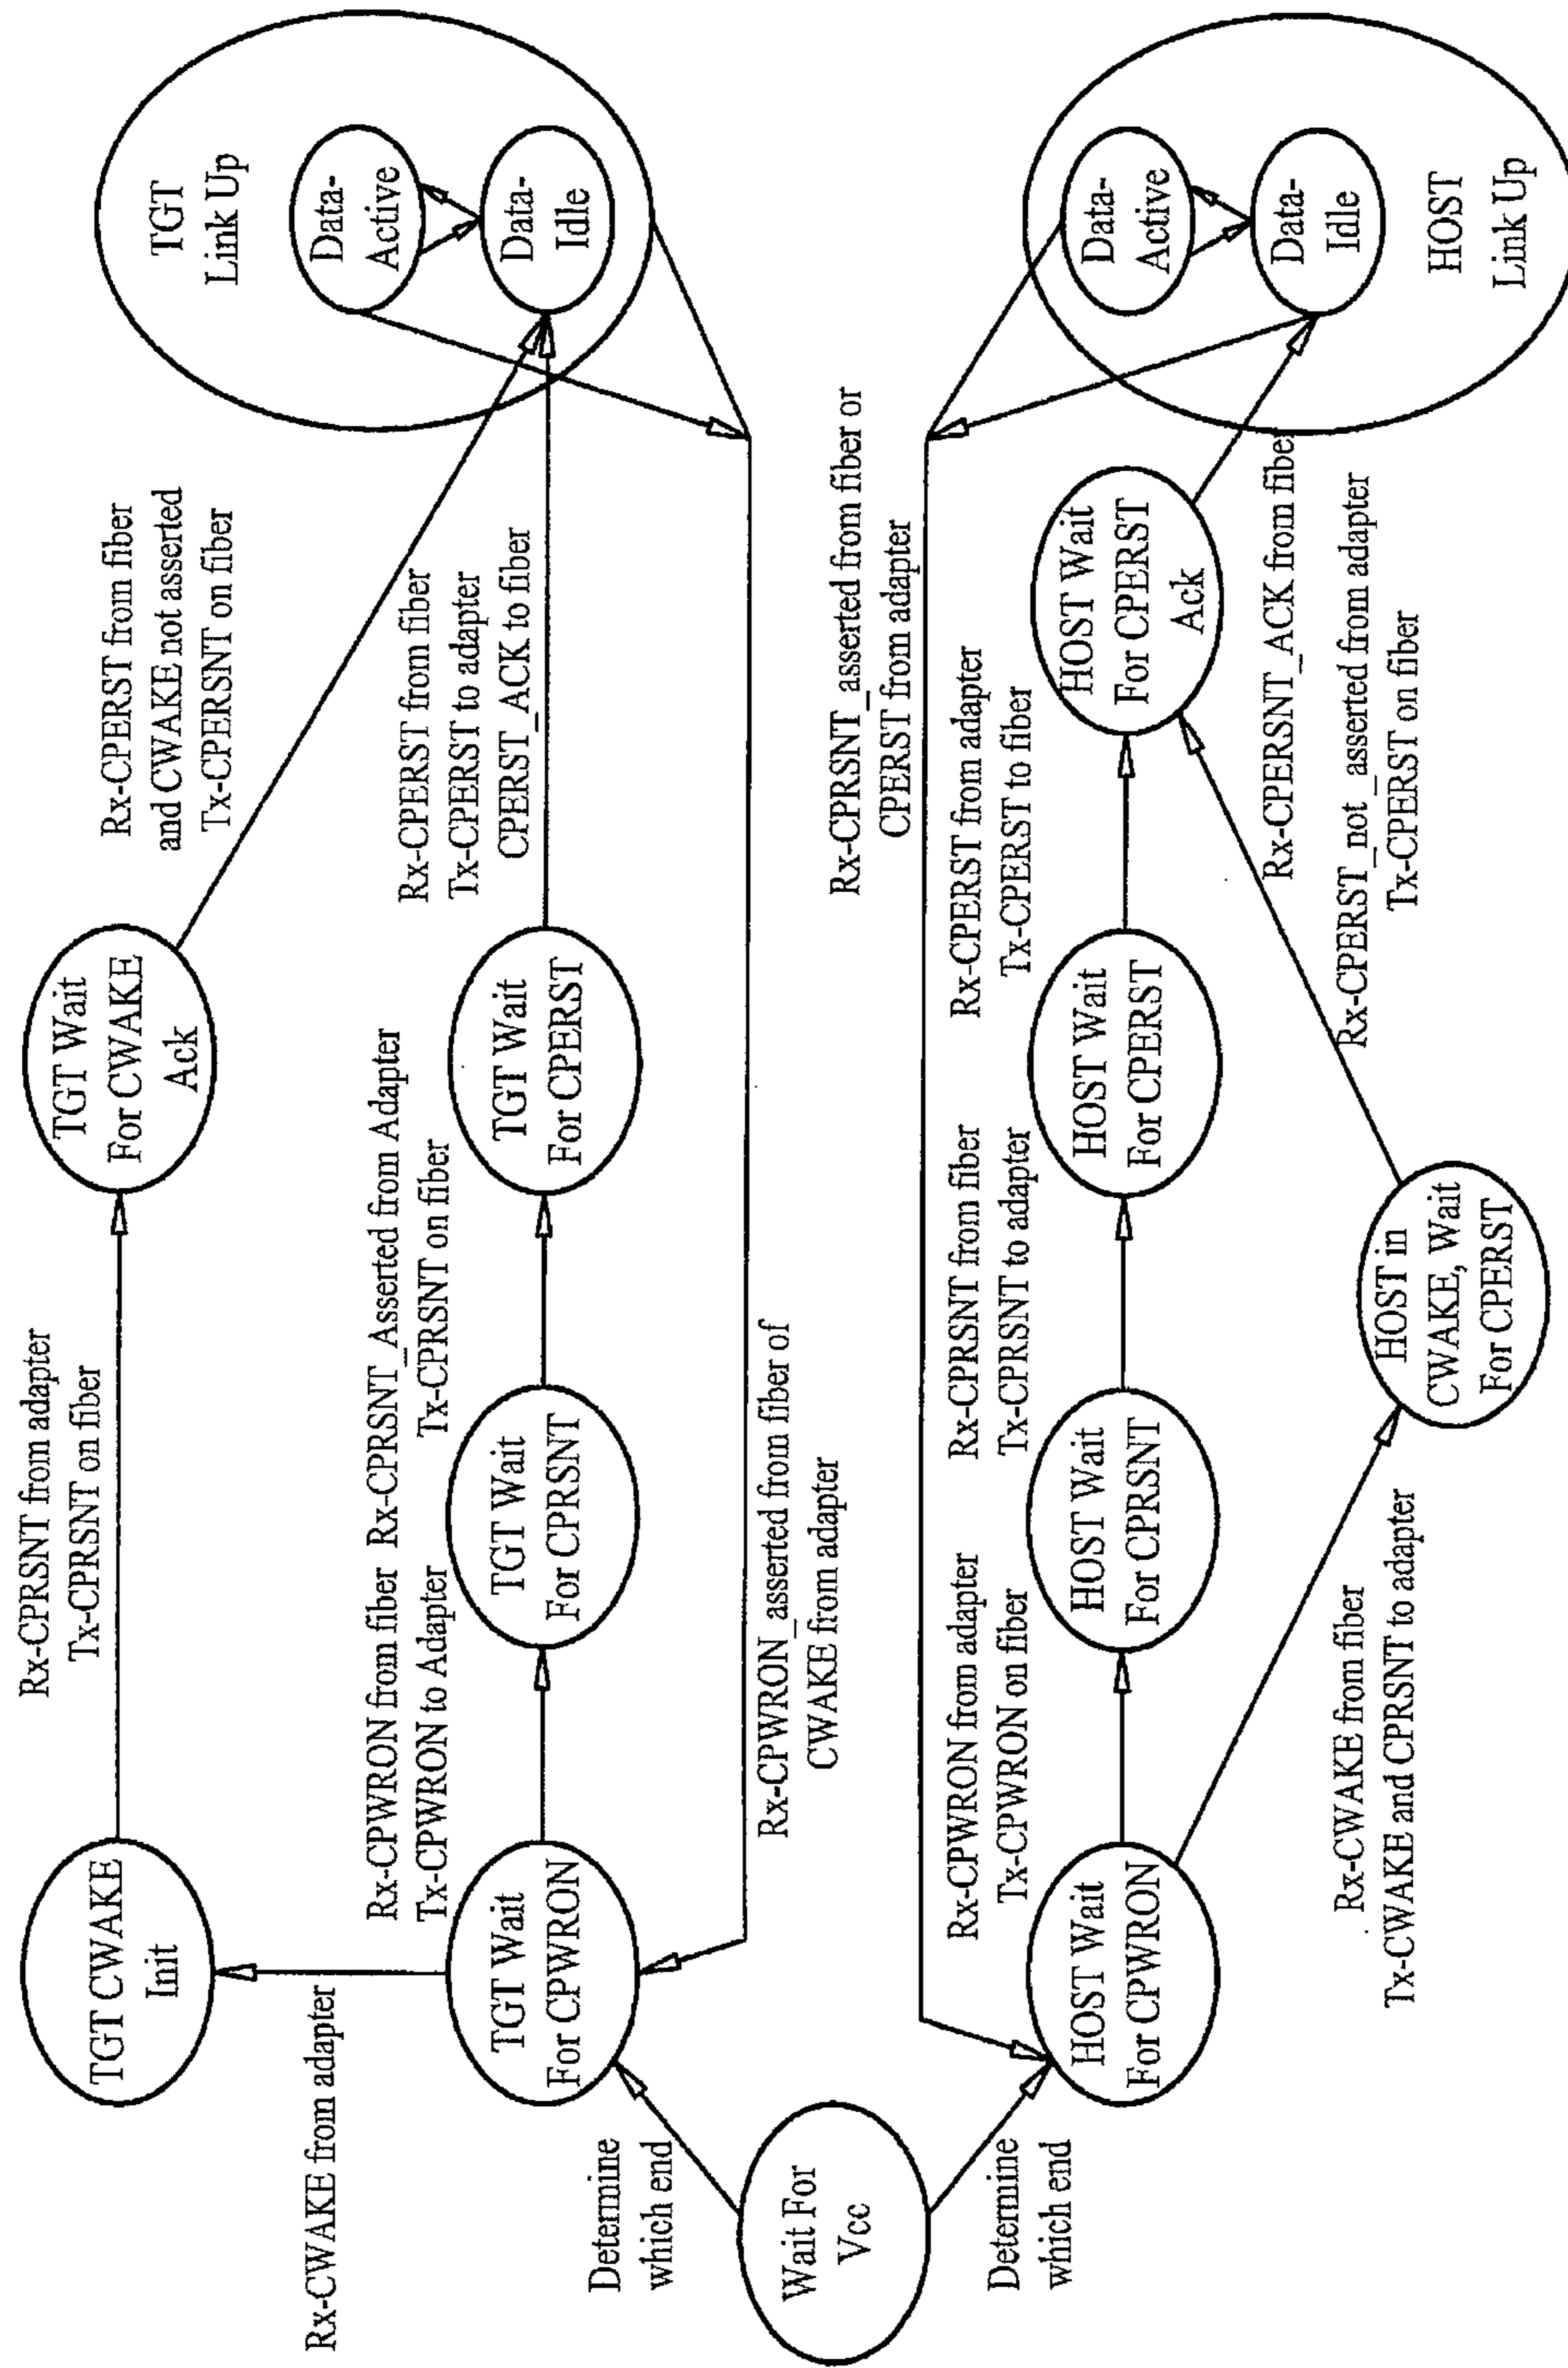 Rx-CPRSNT from adapter
Tx-CPRSNT on fiber
TGT CWAKE
Init
TGT Wait
For CWAKE
Ack
Rx-CPERST from fiber
and CWAKE not asserted
Tx-CPERSNT on fiber
TGT
Link Up
Data-
Active
Data-
Idle
Rx-CWAKE from adapter
Rx-CPWRON from fiber
Tx-CPWRON to Adapter
Rx-CPRSNT_Asserted from Adapter
Tx-CPRSNT on fiber
Rx-CPERST from fiber
Tx-CPERST to adapter
CPERST_ACK to fiber
TGT Wait
For CPWRON
TGT Wait
For CPRSNT
TGT Wait
For CPERST
Determine
which end
Rx-CPWRON_asserted from fiber of
CWAKE from adapter
Wait For
Vcc
Rx-CPRSNT_asserted from fiber or
CPERST from adapter
Determine
which end
Rx-CPWRON from adapter
Tx-CPWRON on fiber
Rx-CPRSNT from fiber
Tx-CPRSNT to adapter
Rx-CPERST from adapter
Tx-CPERST to fiber
HOST Wait
For CPWRON
HOST Wait
For CPRSNT
HOST Wait
For CPERST
HOST Wait
For CPERST
Ack
Data-
Active
Data-
Idle
HOST
Link Up
Rx-CPERSNT_ACK from fiber
Rx-CPERST_not_asserted from adapter
Tx-CPERST on fiber
Rx-CWAKE from fiber
Tx-CWAKE and CPRSNT to adapter
HOST in
CWAKE, Wait
For CPERST